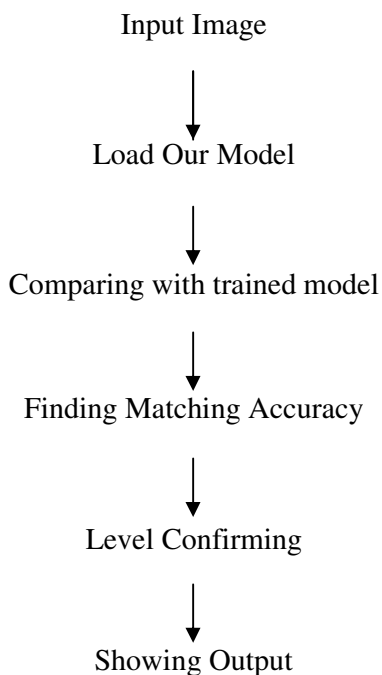 Input Image
Load Our Model
Comparing with trained model
Finding Matching Accuracy
Level Confirming
Showing Output